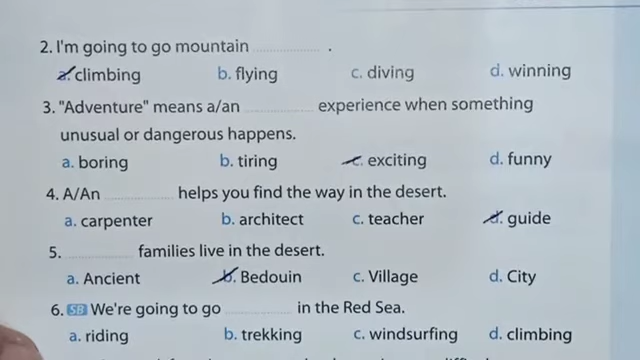 2. I'm going to go mountain .............. .
a. climbing b. flying c. diving d. winning
3. "Adventure" means a/an .............. experience when something
unusual or dangerous happens.
a. boring b. tiring c. exciting d. funny
4. A/An .............. helps you find the way in the desert.
a. carpenter b. architect c. teacher d. guide
5. .............. families live in the desert.
a. Ancient b. Bedouin c. Village d. City
6. SB We're going to go .............. in the Red Sea.
a. riding b. trekking c. windsurfing d. climbing